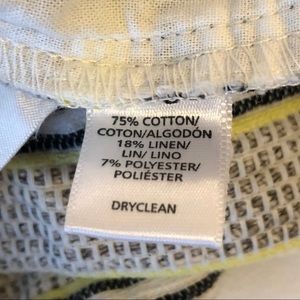 75% COTTON/
COTON/ALGODÓN
18% LINEN/
LIN/ LINO
7% POLYESTER/
POLIÉSTER
DRYCLEAN